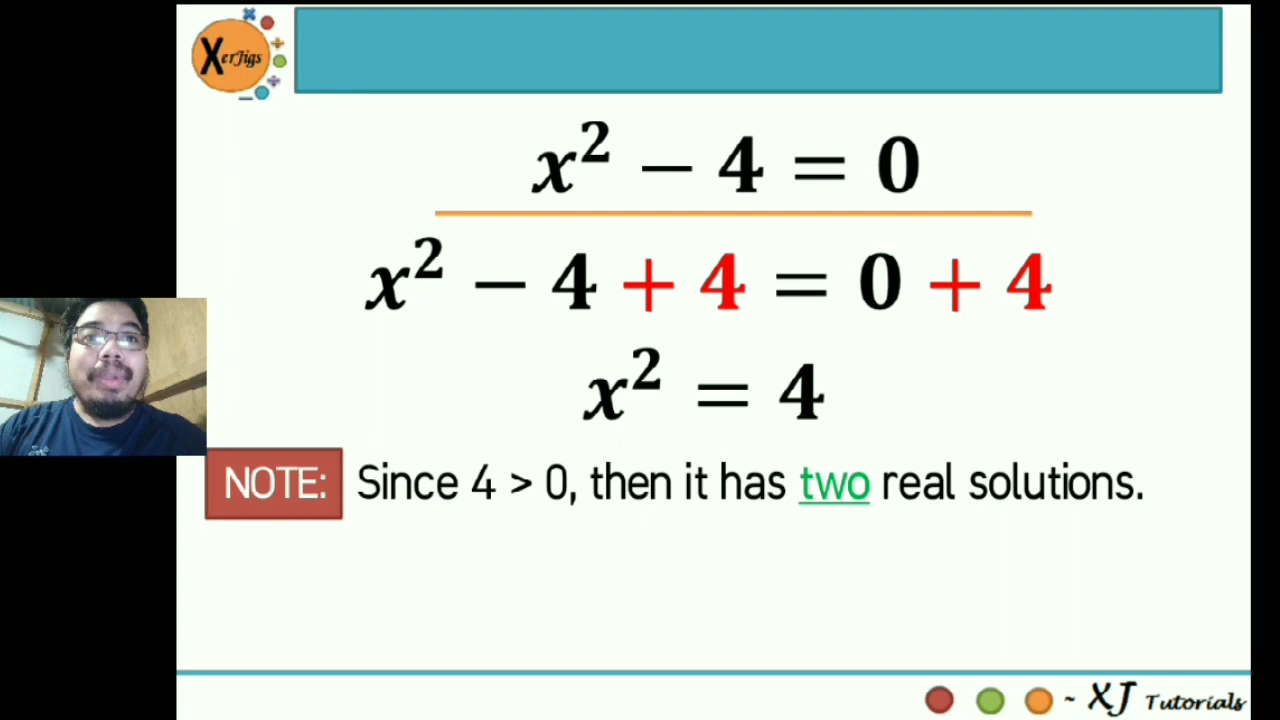 XerJigs
x² − 4 = 0
x² − 4 + 4 = 0 + 4
x² = 4
NOTE: Since 4 > 0, then it has two real solutions.
~ XJ Tutorials